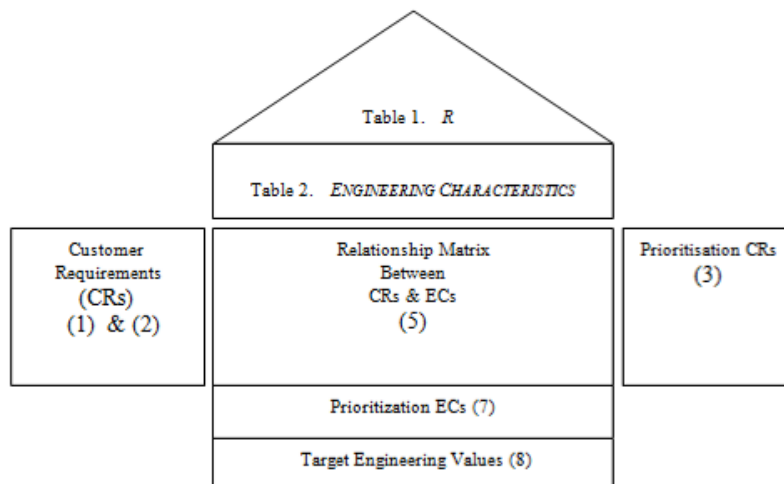 Table 1. R
Table 2. ENGINEERING CHARACTERISTICS
Customer
Requirements
(CRs)
(1) & (2)
Relationship Matrix
Between
CRs & ECs
(5)
Prioritisation CRs
(3)
Prioritization ECs (7)
Target Engineering Values (8)